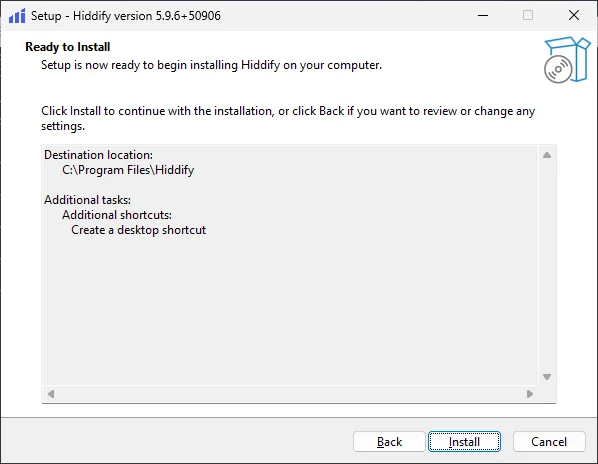 Setup - Hiddify version 5.9.6+50906
Ready to Install
Setup is now ready to begin installing Hiddify on your computer.
Click Install to continue with the installation, or click Back if you want to review or change any
settings.
Destination location:
C:\Program Files\Hiddify
Additional tasks:
Additional shortcuts:
Create a desktop shortcut
Back
Install
Cancel